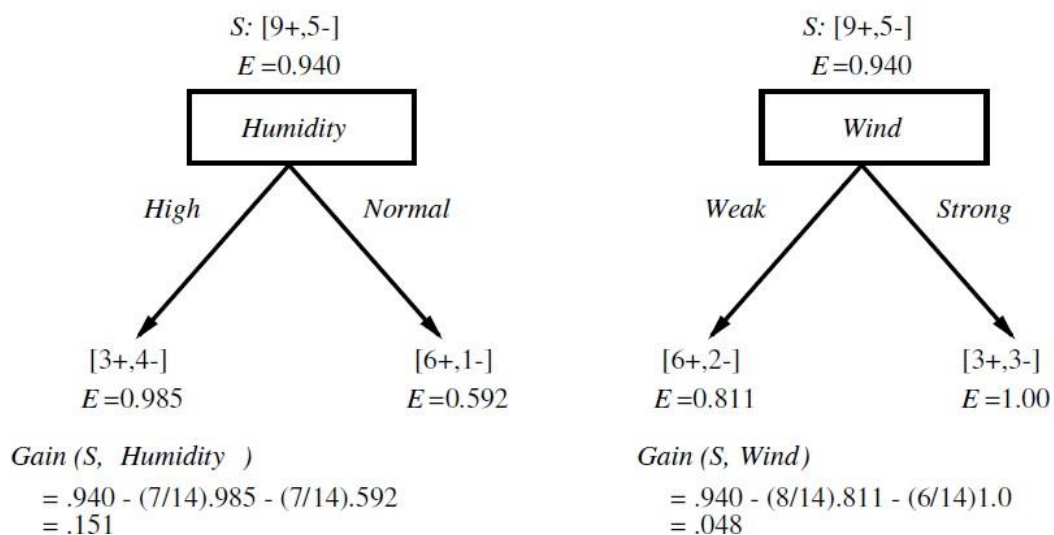 S: [9+,5-]
E =0.940
Humidity
High
Normal
[3+,4-]
E =0.985
[6+,1-]
E =0.592
Gain (S, Humidity )
= .940 - (7/14).985 - (7/14).592
= .151
S: [9+,5-]
E =0.940
Wind
Weak
Strong
[6+,2-]
E =0.811
[3+,3-]
E =1.00
Gain (S, Wind)
= .940 - (8/14).811 - (6/14)1.0
= .048